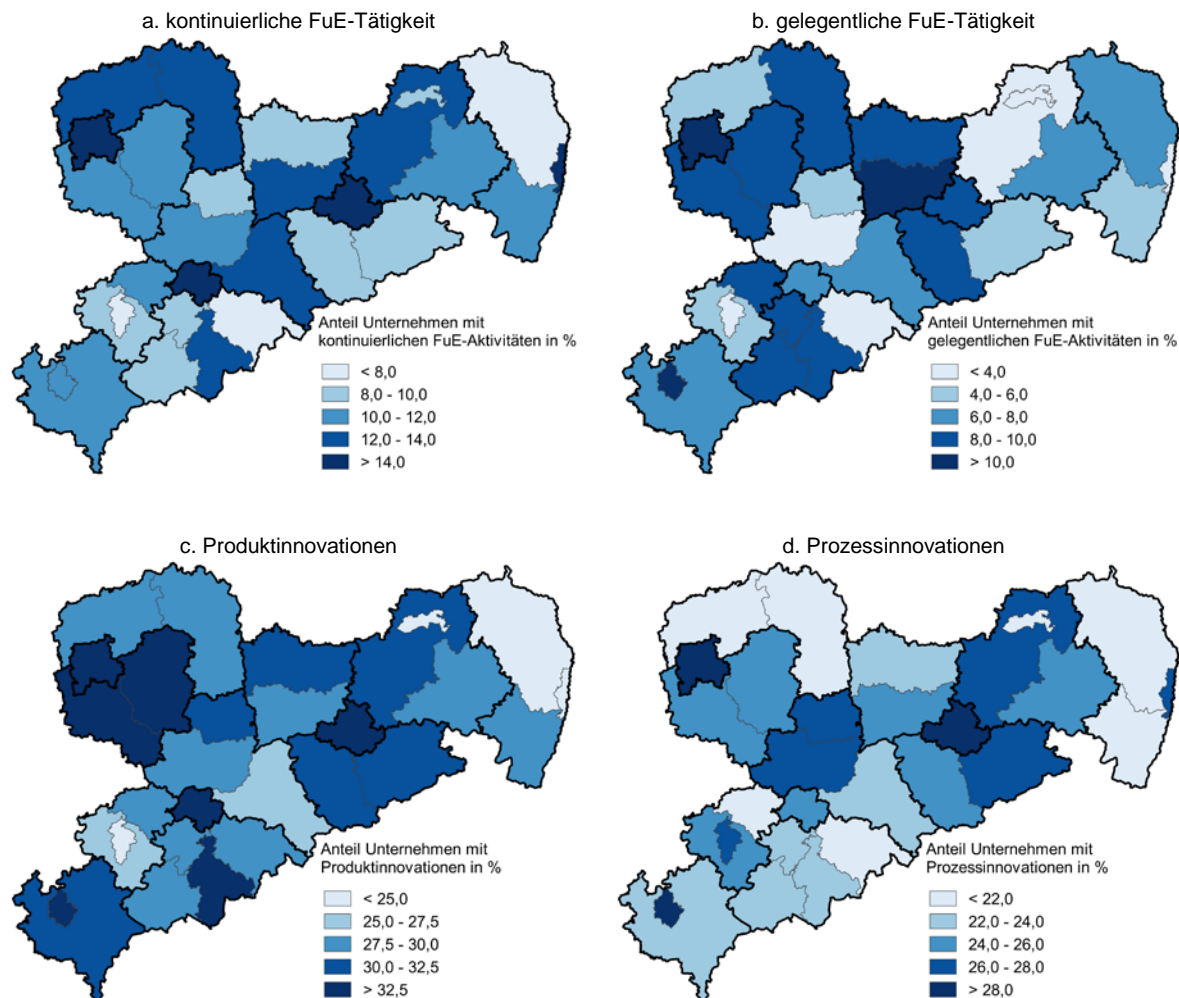 a. kontinuierliche FuE-Tätigkeit
Anteil Unternehmen mit
kontinuierlichen FuE-Aktivitäten in %
< 8,0
8,0 - 10,0
10,0 - 12,0
12,0 - 14,0
> 14,0
b. gelegentliche FuE-Tätigkeit
Anteil Unternehmen mit
gelegentlichen FuE-Aktivitäten in %
< 4,0
4,0 - 6,0
6,0 - 8,0
8,0 - 10,0
> 10,0
c. Produktinnovationen
Anteil Unternehmen mit
Produktinnovationen in %
< 25,0
25,0 - 27,5
27,5 - 30,0
30,0 - 32,5
> 32,5
d. Prozessinnovationen
Anteil Unternehmen mit
Prozessinnovationen in %
< 22,0
22,0 - 24,0
24,0 - 26,0
26,0 - 28,0
> 28,0